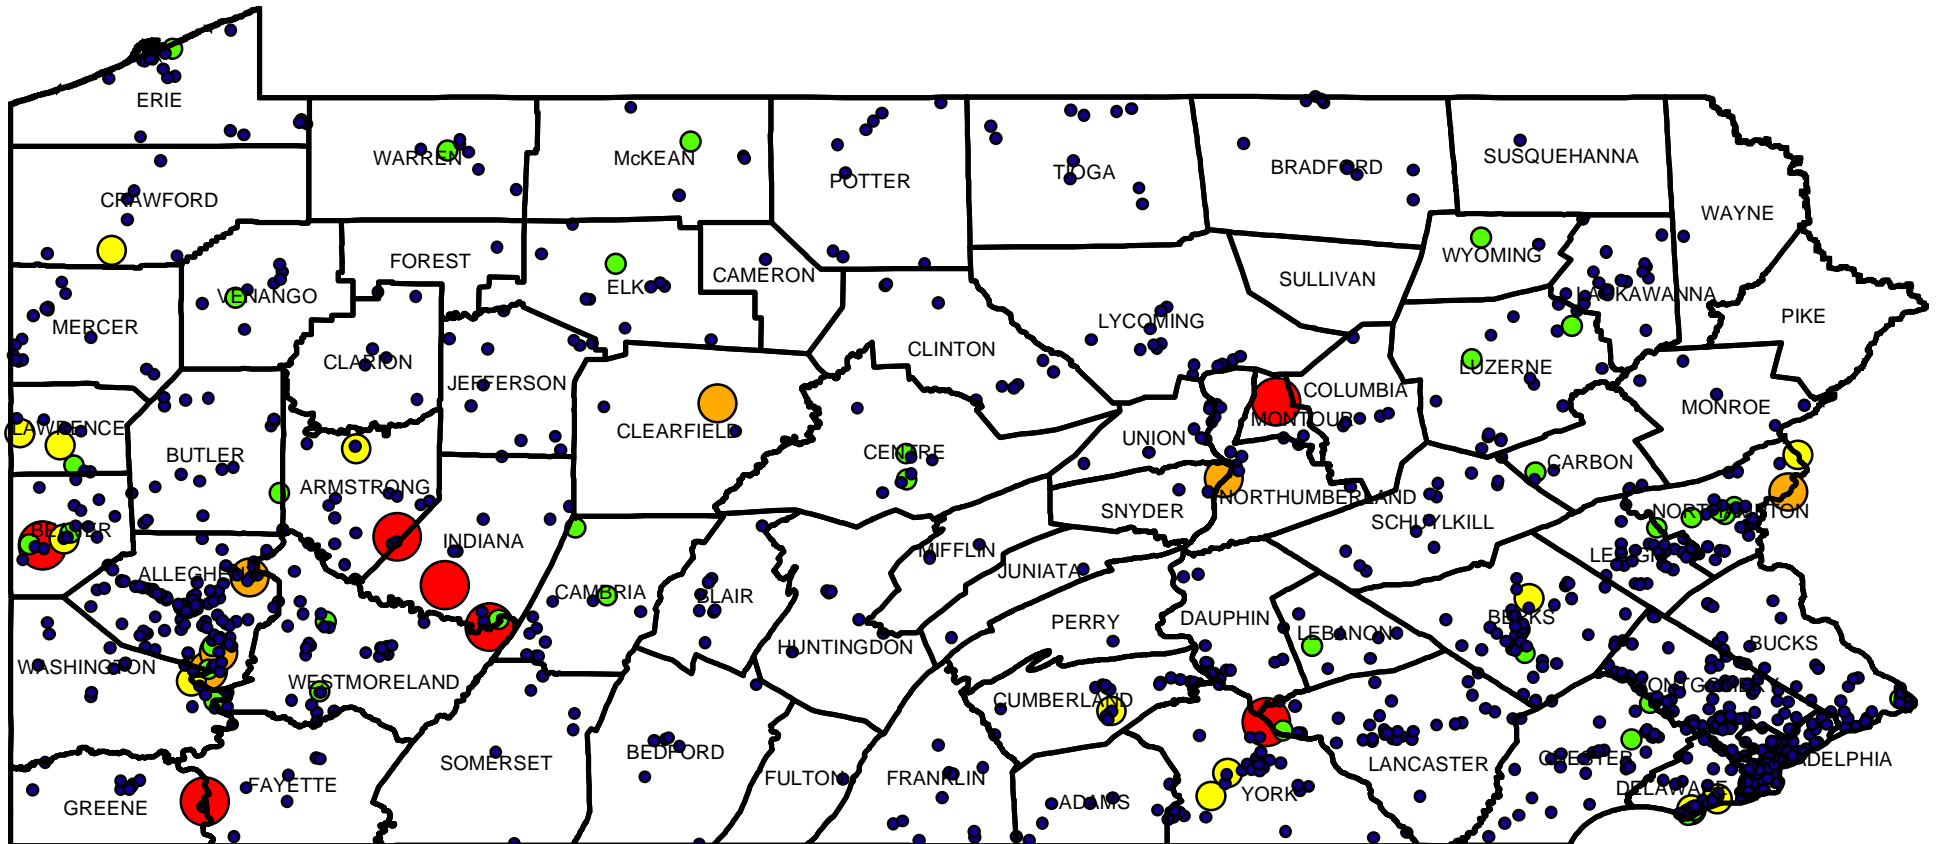 ERIE
WARREN
McKEAN
POTTER
TIOGA
BRADFORD
SUSQUEHANNA
WAYNE
CRAWFORD
FOREST
ELK
CAMERON
SULLIVAN
WYOMING
LACKAWANNA
PIKE
VENANGO
MERCER
CLARION
JEFFERSON
CLINTON
LYCOMING
LUZERNE
COLUMBIA
MONTOUR
MONROE
LAWRENCE
BUTLER
CLEARFIELD
CENTRE
UNION
CARBON
ARMSTRONG
NORTHUMBERLAND
SNYDER
SCHUYLKILL
NORTHAMPTON
BEAVER
INDIANA
MIFFLIN
JUNIATA
LEHIGH
ALLEGHENY
CAMBRIA
BLAIR
PERRY
DAUPHIN
LEBANON
BERKS
BUCKS
HUNTINGDON
WASHINGTON
WESTMORELAND
CUMBERLAND
MONTGOMERY
SOMERSET
BEDFORD
FULTON
FRANKLIN
ADAMS
YORK
LANCASTER
CHESTER
DELAWARE
ADELPHIA
GREENE
FAYETTE